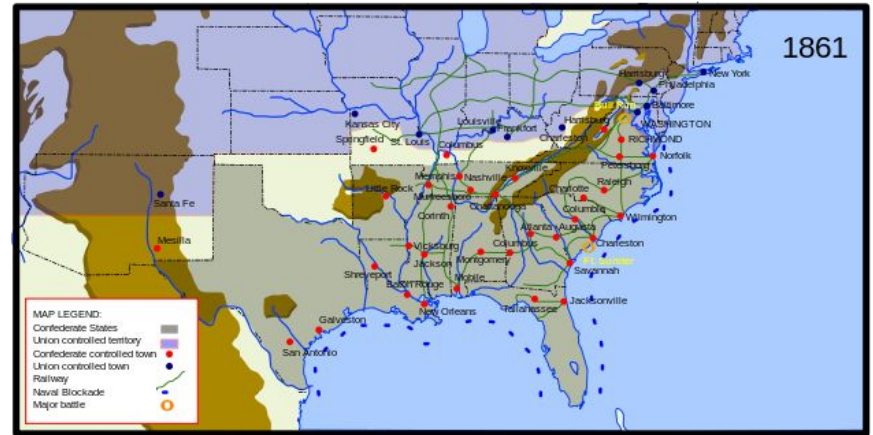 1861
Harrisburg
New York
Philadelphia
Bull Run
Baltimore
Kansas City
Louisville
Frankfort
Harrisburg
WASHINGTON
Springfield
St. Louis
Columbus
Charleston
RICHMOND
Petersburg
Norfolk
Knoxville
Memphis
Nashville
Little Rock
Murfreesboro
Chattanooga
Charlotte
Raleigh
Santa Fe
Corinth
Columbia
Wilmington
Atlanta
Augusta
Mesilla
Vicksburg
Columbus
Charleston
Jackson
Montgomery
Ft. Sumter
Shreveport
Mobile
Savannah
Baton Rouge
New Orleans
Tallahassee
Jacksonville
Galveston
San Antonio
MAP LEGEND:
Confederate States
Union controlled territory
Confederate controlled town
Union controlled town
Railway
Naval Blockade
Major battle